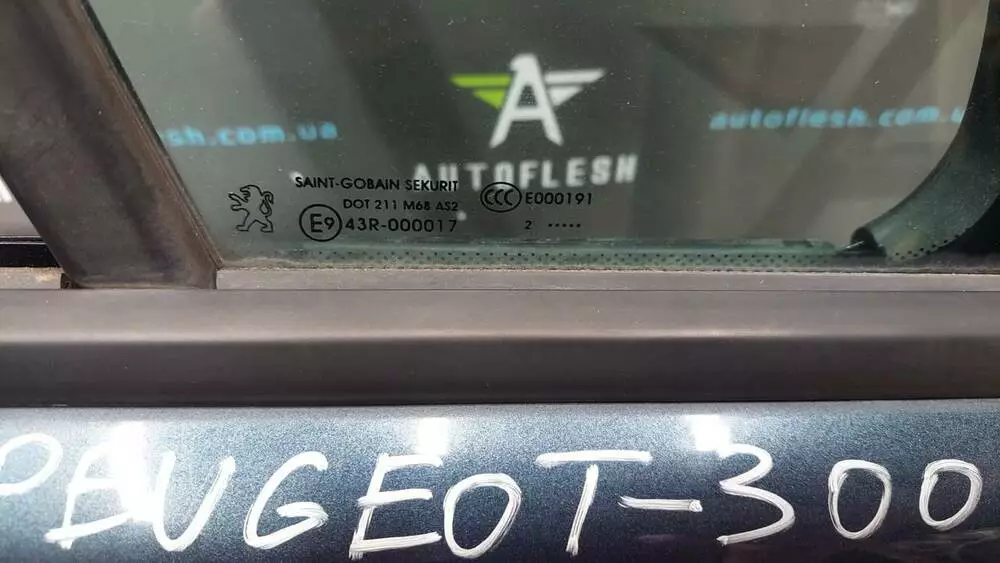 AUTOFLESH
sh.com.ua
autoflesh.com.u
SAINT-GOBAIN SEKURIT
DOT 211 M68 AS2
CCC E000191
E9 43R-000017
2 .....
PEUGEOT-300